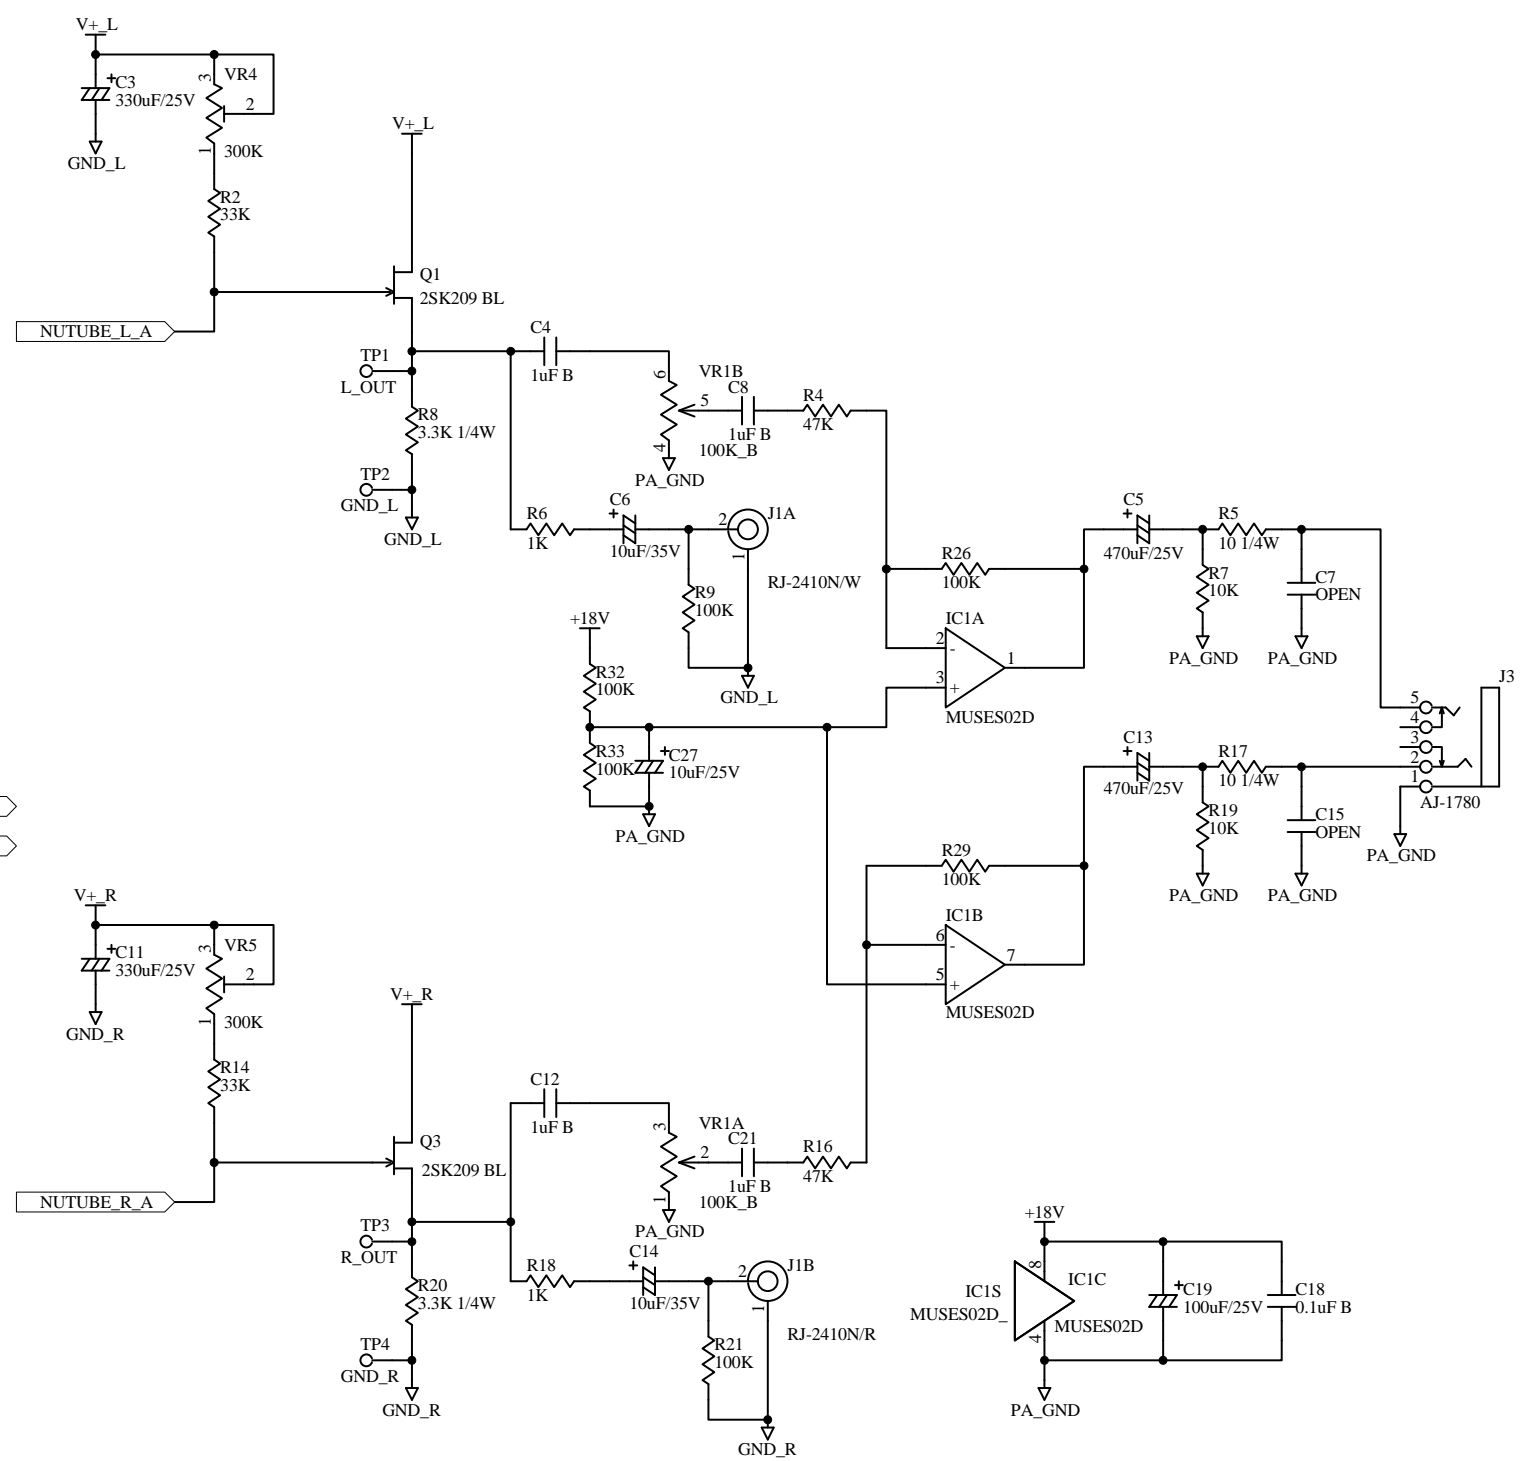 V+_L
3
VR4
+
C3
330uF/25V
2
GND_L
1
300K
R2
33K
V+_L
Q1
2SK209 BL
NUTUBE_L_A
TP1
L_OUT
R8
3.3K 1/4W
TP2
GND_L
GND_L
C4
1uF B
6
VR1B
5
C8
1uF B
4
100K_B
PA_GND
R4
47K
R6
1K
C6
+
10uF/35V
2
J1A
1
RJ-2410N/W
R9
100K
GND_L
+18V
R32
100K
R33
100K
+
C27
10uF/25V
PA_GND
R26
100K
IC1A
2
-
1
3
+
MUSES02D
C5
+
470uF/25V
R5
10 1/4W
R7
10K
C7
OPEN
PA_GND
PA_GND
J3
5
4
3
2
1
AJ-1780
PA_GND
C13
+
470uF/25V
R17
10 1/4W
R19
10K
C15
OPEN
PA_GND
PA_GND
R29
100K
IC1B
6
-
7
5
+
MUSES02D
V+_R
3
VR5
+
C11
330uF/25V
2
GND_R
1
300K
R14
33K
V+_R
Q3
2SK209 BL
NUTUBE_R_A
TP3
R_OUT
R20
3.3K 1/4W
TP4
GND_R
GND_R
C12
1uF B
3
VR1A
2
C21
1uF B
1
100K_B
PA_GND
R16
47K
R18
1K
C14
+
10uF/35V
2
J1B
1
RJ-2410N/R
R21
100K
GND_R
+18V
8
IC1S
IC1C
MUSES02D_
MUSES02D
4
+
C19
100uF/25V
C18
0.1uF B
PA_GND